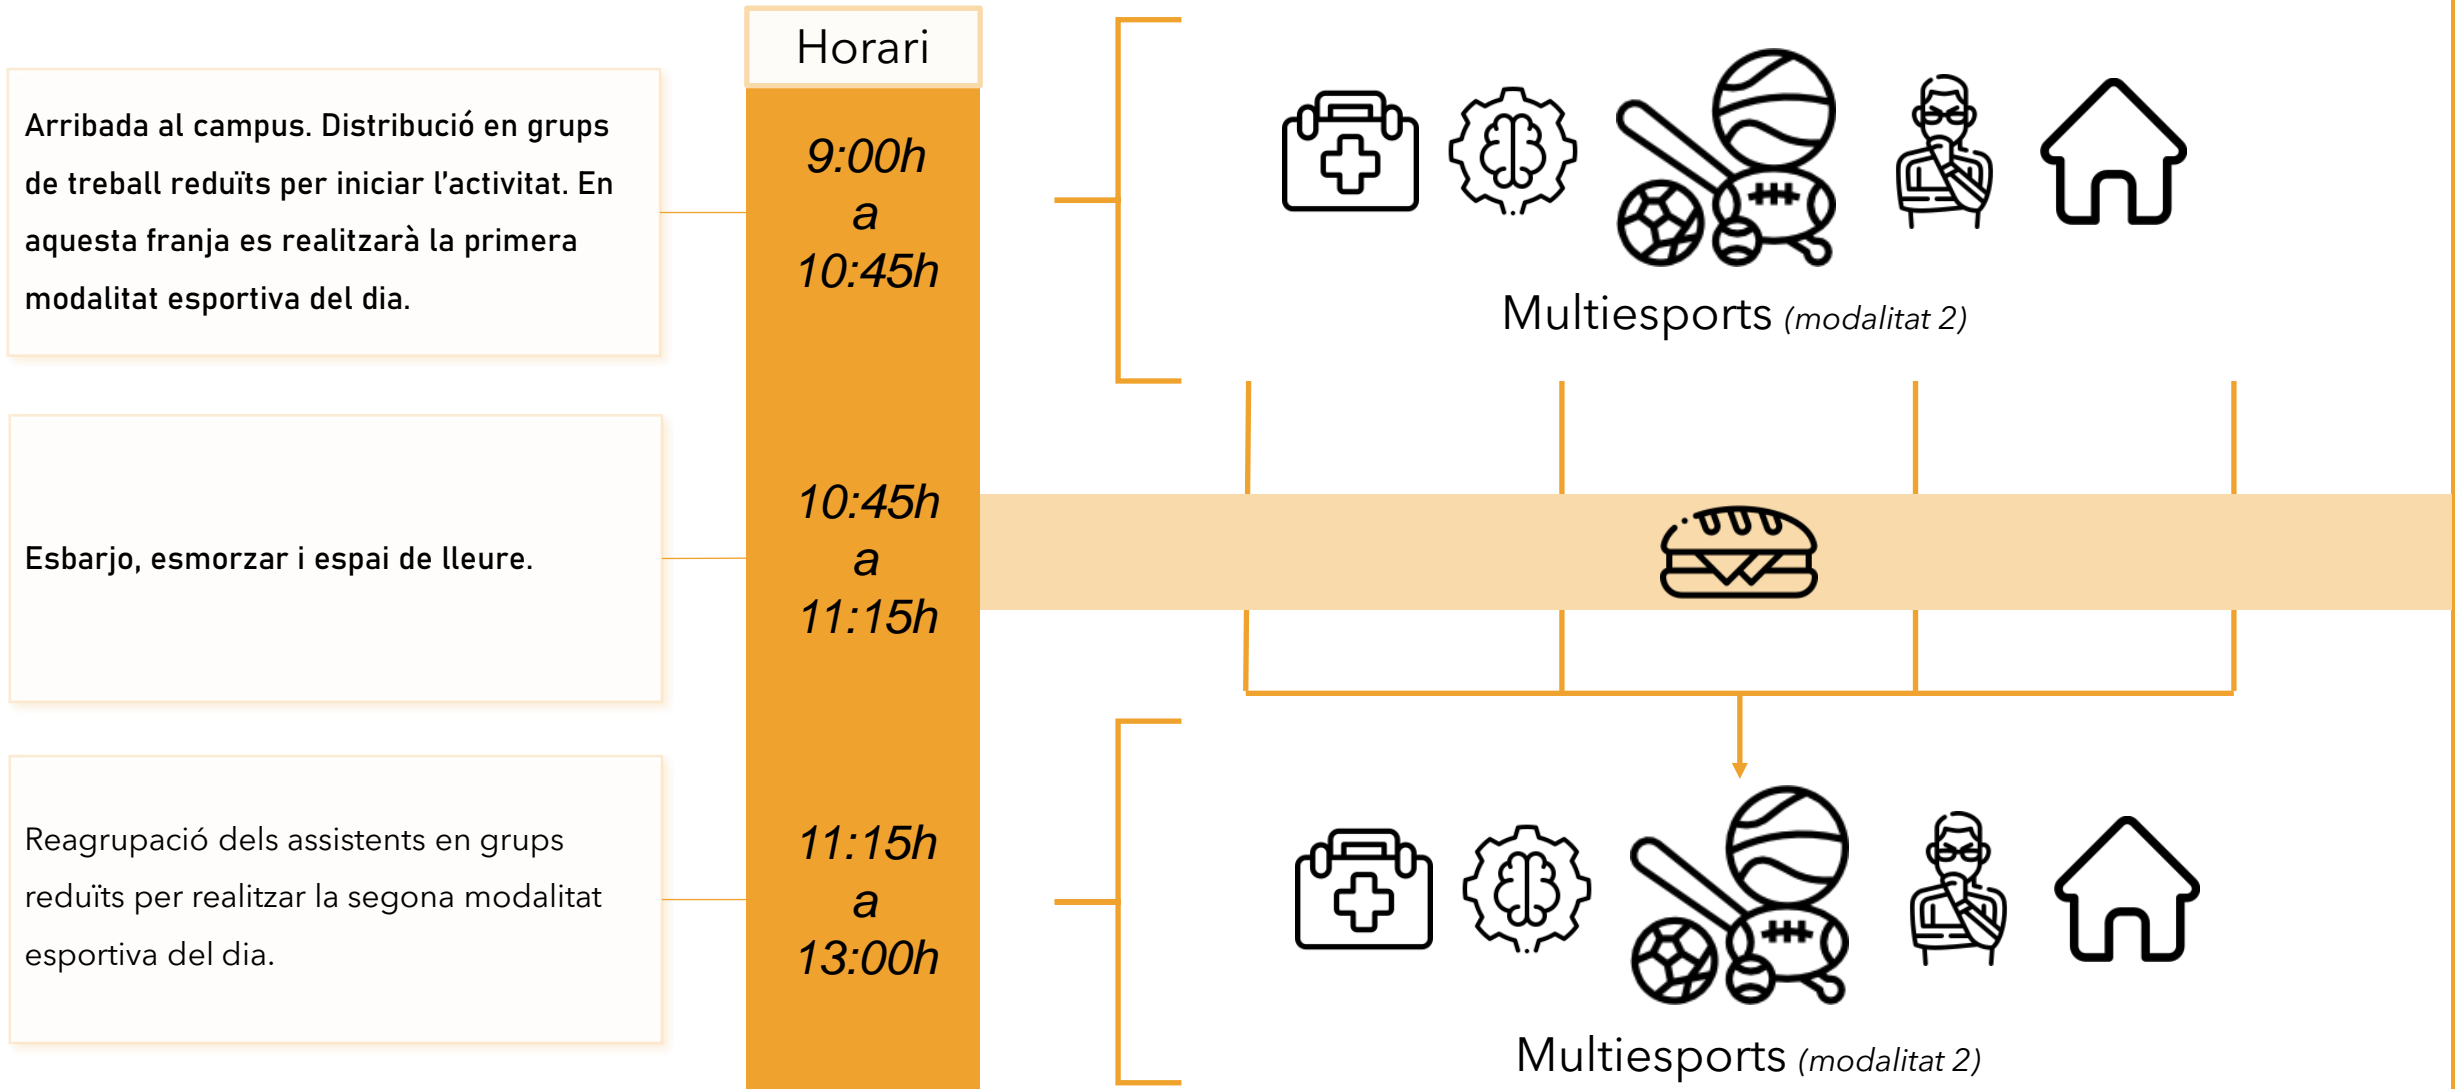 Horari
Arribada al campus. Distribució en grups
de treball reduïts per iniciar l'activitat. En
aquesta franja es realitzarà la primera
modalitat esportiva del dia.
9:00h
a
10:45h
Multiesports (modalitat 2)
Esbarjo, esmorzar i espai de lleure.
10:45h
a
11:15h
Reagrupació dels assistents en grups
reduïts per realitzar la segona modalitat
esportiva del dia.
11:15h
a
13:00h
Multiesports (modalitat 2)